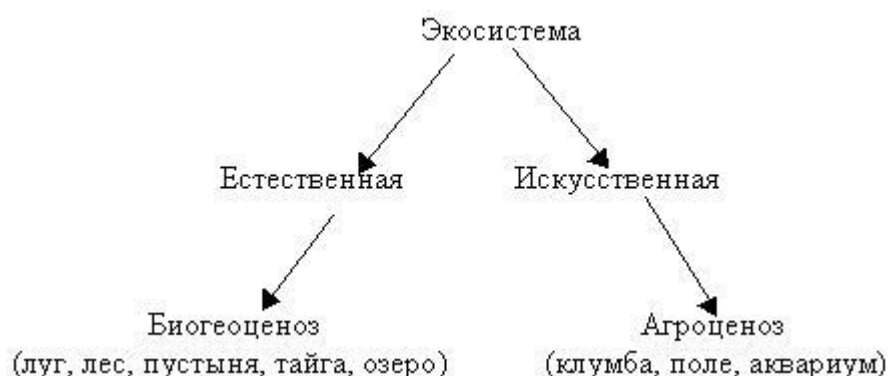 Экосистема
Естественная
Искусственная
Биогеоценоз
(луг, лес, пустыня, тайга, озеро)
Агроценоз
(клумба, поле, аквариум)